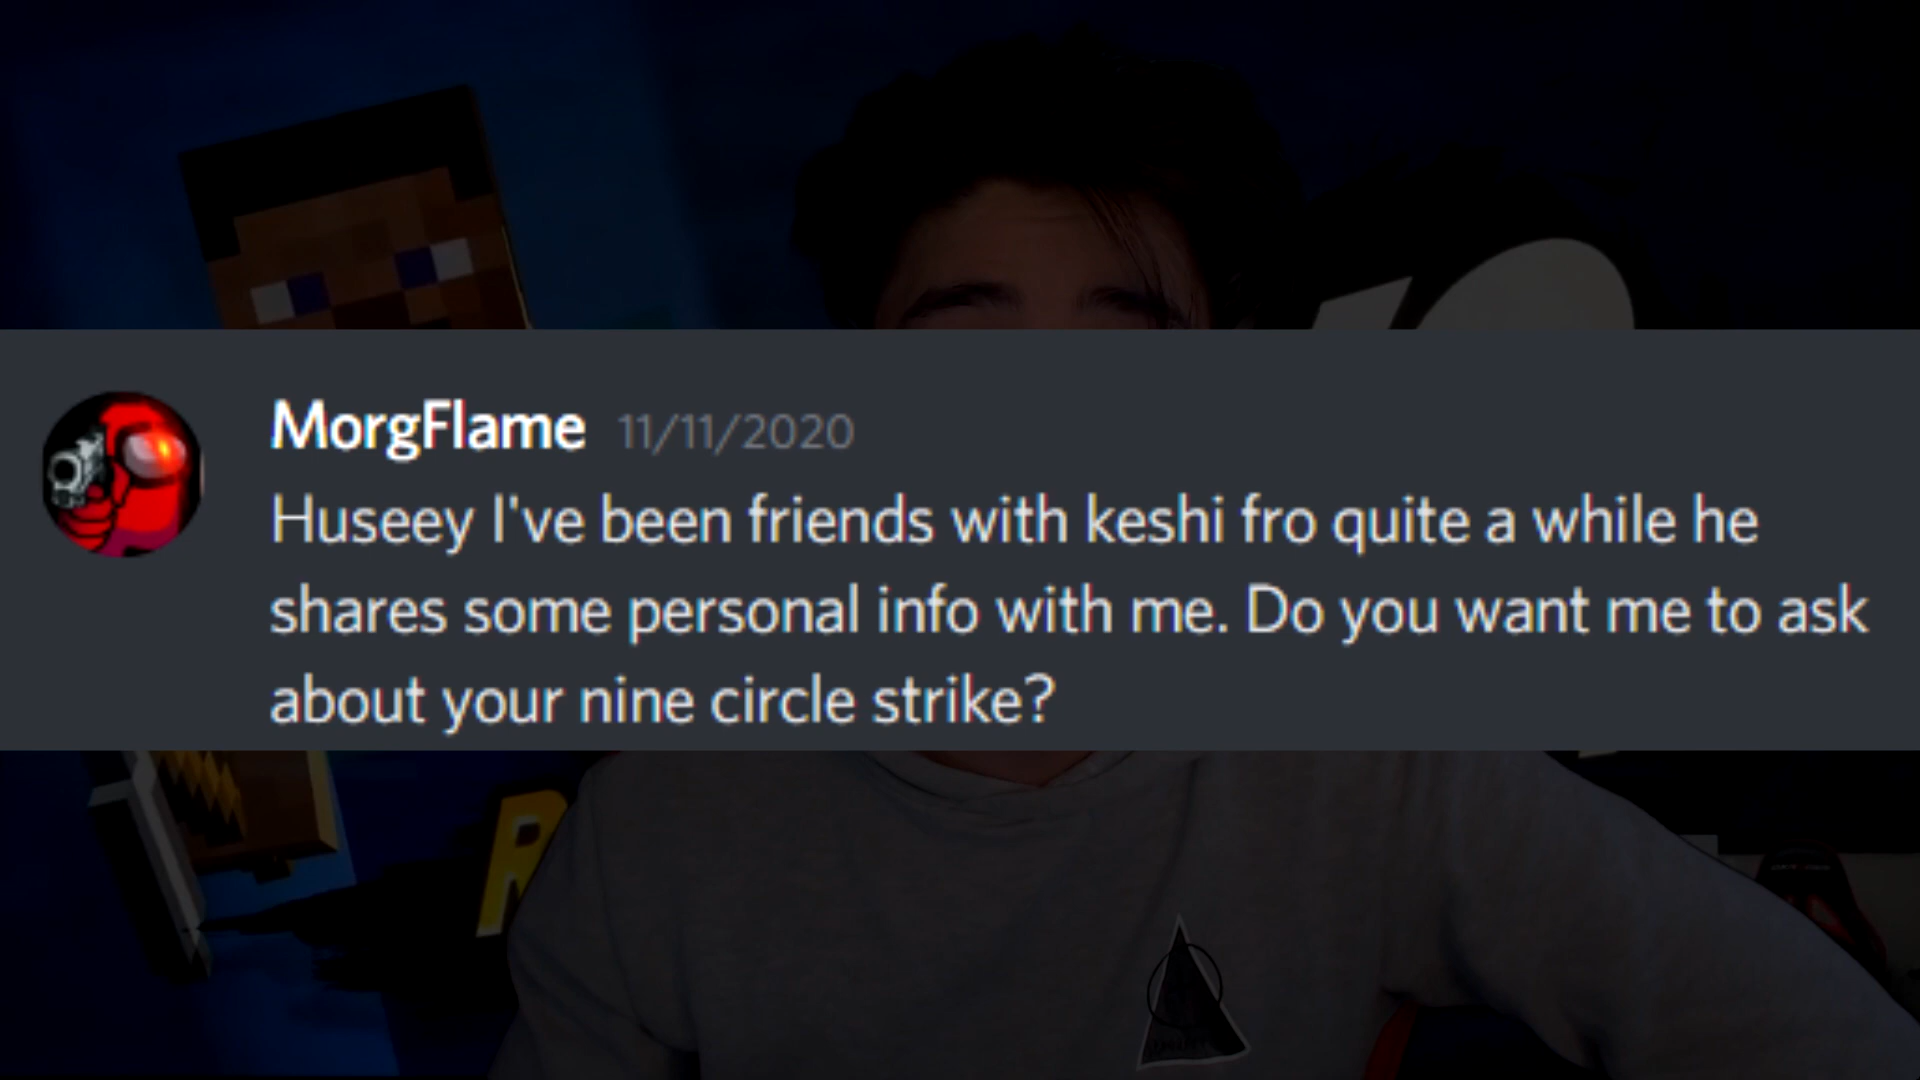 MorgFlame 11/11/2020
Huseey I've been friends with keshi fro quite a while he
shares some personal info with me. Do you want me to ask
about your nine circle strike?
R